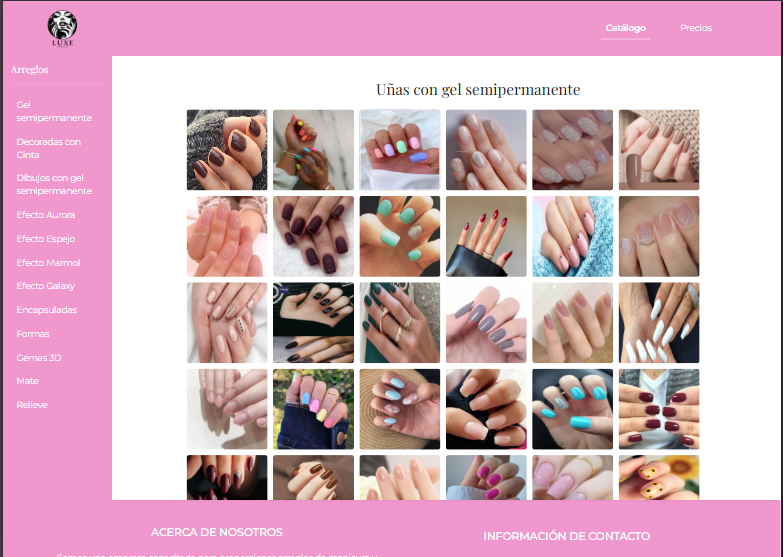 LUXE
Catálogo
Precios
Arreglos
Gel
semipermanente
Decoradas con
Cinta
Dibujos con gel
semipermanente
Efecto Aurora
Efecto Espejo
Efecto Marmol
Efecto Galaxy
Encapsuladas
Formas
Gemas 3D
Mate
Relieve
Uñas con gel semipermanente
ACERCA DE NOSOTROS
INFORMACIÓN DE CONTACTO